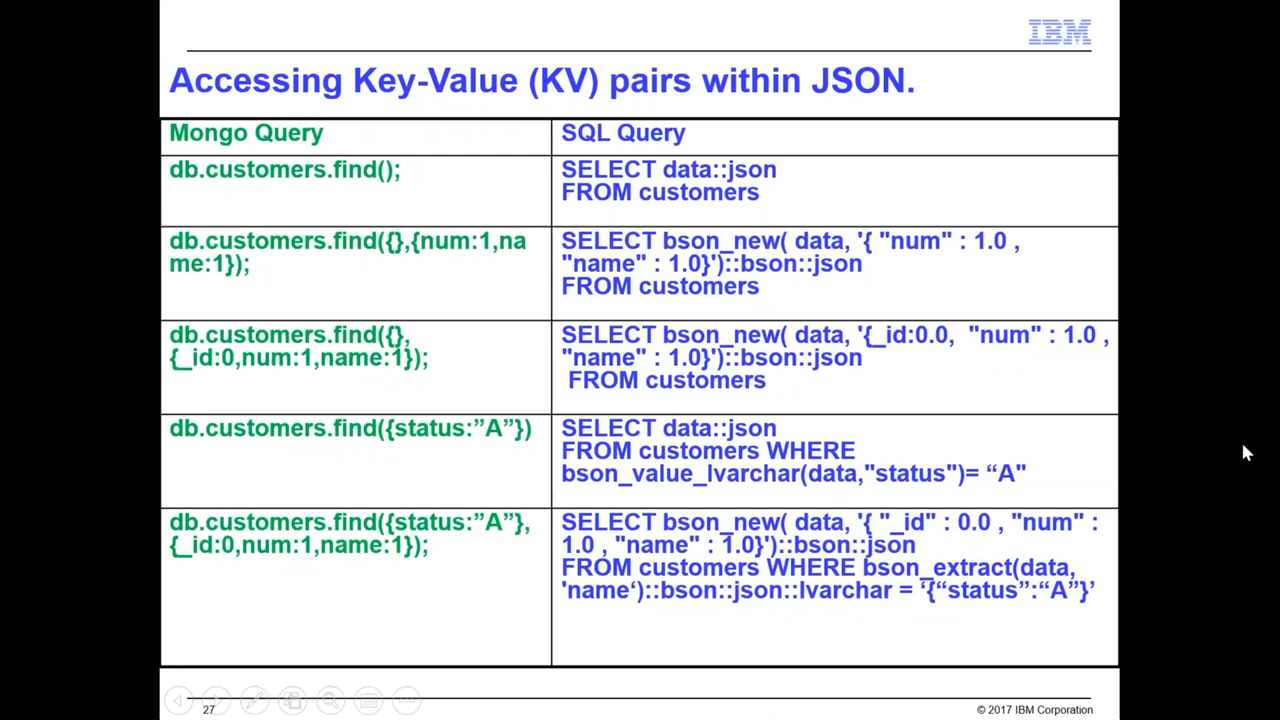 IBM
Accessing Key-Value (KV) pairs within JSON.
Mongo Query
SQL Query
db.customers.find();
SELECT data::json
FROM customers
db.customers.find({},{num:1,na
me:1});
SELECT bson_new( data, '{ "num" : 1.0 ,
"name" : 1.0}')::bson::json
FROM customers
db.customers.find({},
{_id:0,num:1,name:1});
SELECT bson_new( data, '{_id:0.0,  "num" : 1.0 ,
"name" : 1.0}')::bson::json
FROM customers
db.customers.find({status:”A”})
SELECT data::json
FROM customers WHERE
bson_value_lvarchar(data,"status")= “A"
db.customers.find({status:”A”},
{_id:0,num:1,name:1});
SELECT bson_new( data, '{ "_id" : 0.0 , "num" :
1.0 , "name" : 1.0}')::bson::json
FROM customers WHERE bson_extract(data,
'name‘)::bson::json::lvarchar = ‘{“status”:“A”}’
27
© 2017 IBM Corporation